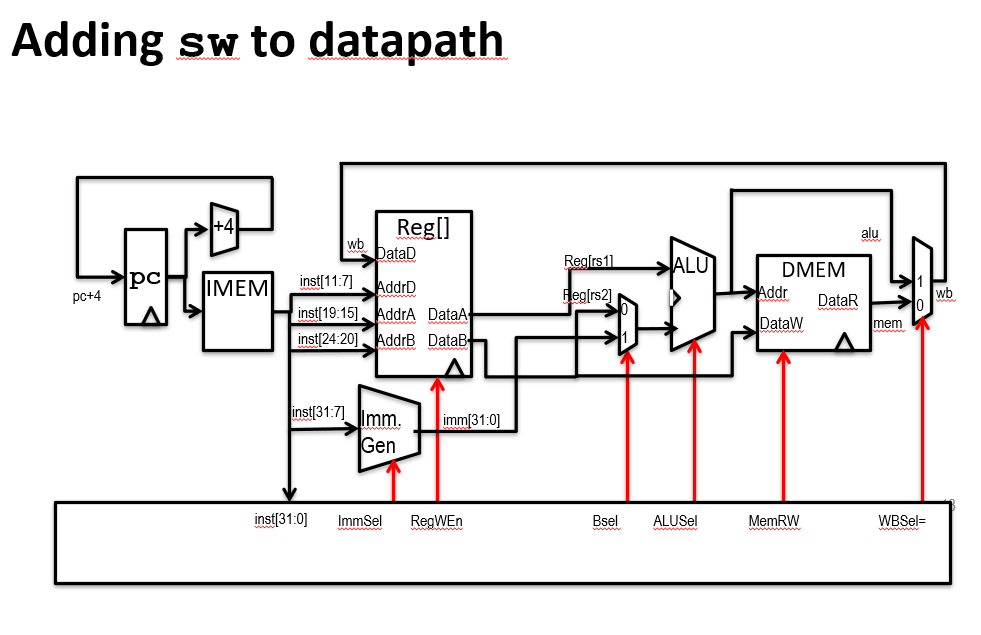 Adding sw to datapath
+4
pc
pc+4
IMEM
wb
Reg[]
DataD
inst[11:7]
AddrD
inst[19:15]
AddrA
DataA
inst[24:20]
AddrB
DataB
inst[31:7]
Imm.
Gen
imm[31:0]
Reg[rs1]
Reg[rs2]
0
1
ALU
DMEM
Addr
DataR
DataW
alu
mem
1
0
wb
inst[31:0]
ImmSel
RegWEn
Bsel
ALUSel
MemRW
WBSel=